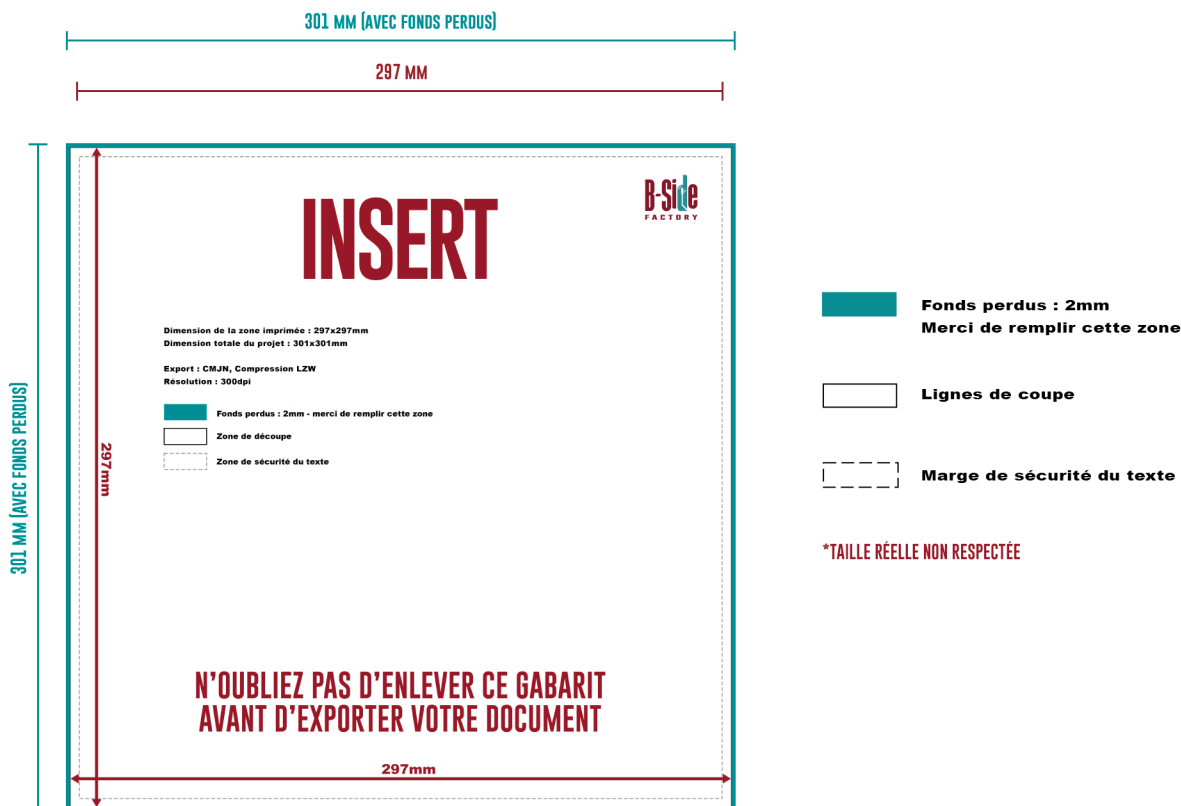 301 MM (AVEC FONDS PERDUS)
297 MM
B-Side
FACTORY
INSERT
Dimension de la zone imprimée : 297x297mm
Dimension totale du projet : 301x301mm
Export : CMJN, Compression LZW
Résolution : 300dpi
Fonds perdus : 2mm - merci de remplir cette zone
Zone de découpe
Zone de sécurité du texte
297mm
301 MM (AVEC FONDS PERDUS)
N'OUBLIEZ PAS D'ENLEVER CE GABARIT
AVANT D'EXPORTER VOTRE DOCUMENT
297mm
Fonds perdus : 2mm
Merci de remplir cette zone
Lignes de coupe
Marge de sécurité du texte
*TAILLE RÉELLE NON RESPECTÉE